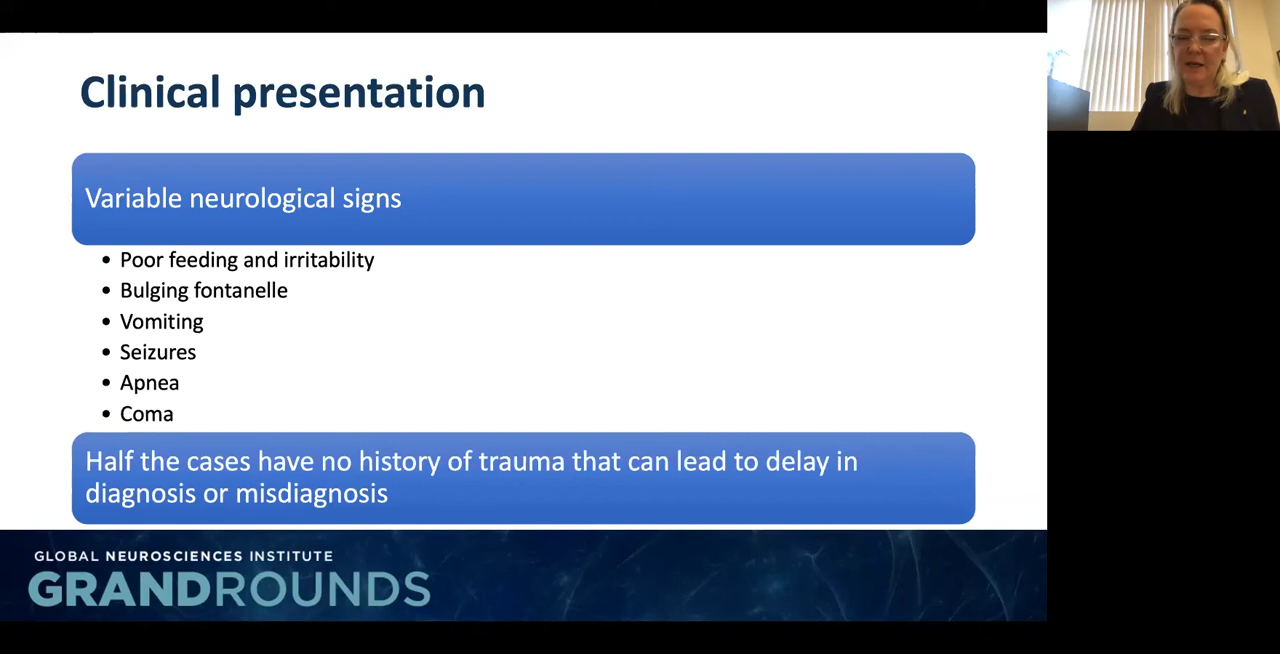 Clinical presentation
Variable neurological signs
• Poor feeding and irritability
• Bulging fontanelle
• Vomiting
• Seizures
• Apnea
• Coma
Half the cases have no history of trauma that can lead to delay in
diagnosis or misdiagnosis
GLOBAL NEUROSCIENCES INSTITUTE
GRANDROUNDS